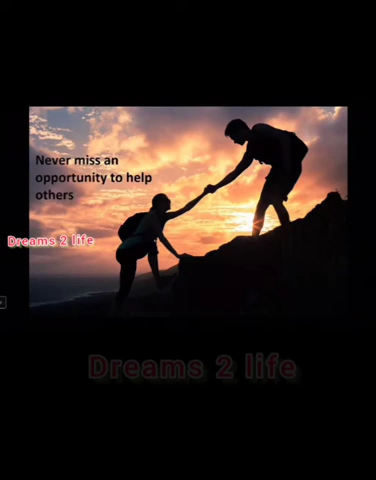 Never miss an
opportunity to help
others
Dreams 2 life
Dreams 2 life